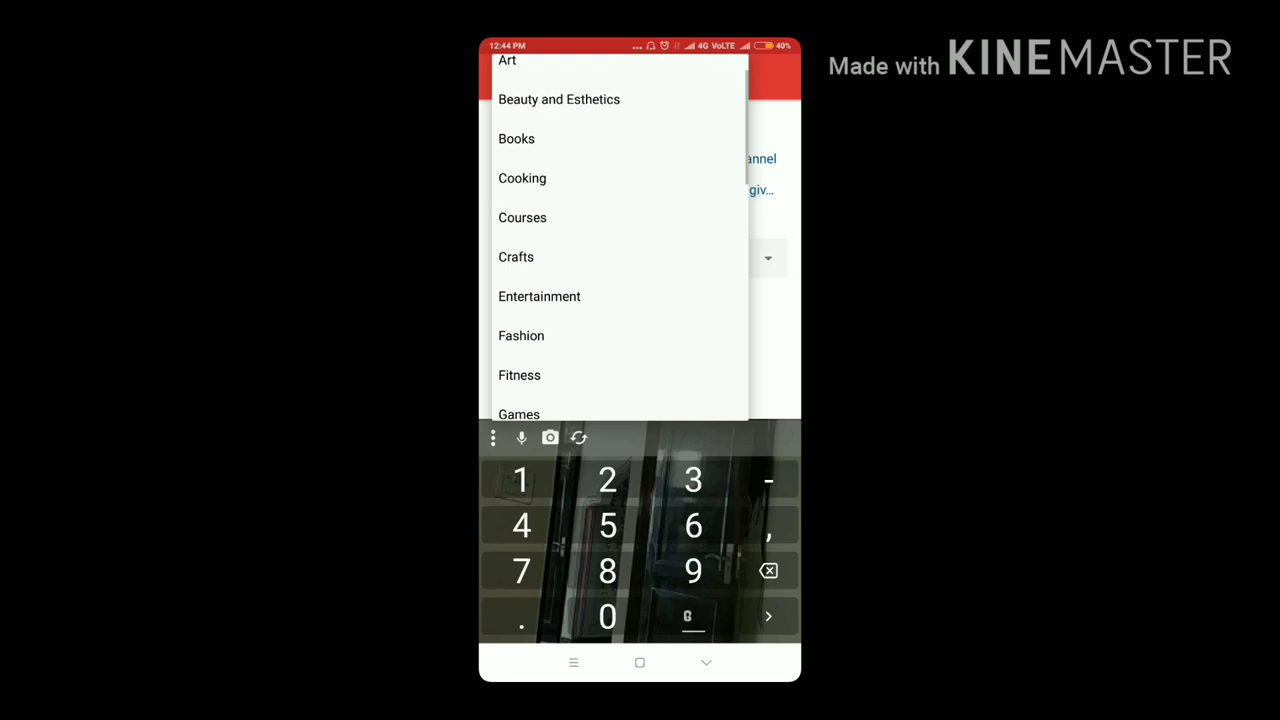 Made with KINEMASTER
12:44 PM ... 4G VoLTE 40%
Art
Beauty and Esthetics
Books
annel
Cooking
giv...
Courses
Crafts
Entertainment
Fashion
Fitness
Games
1 2 3 -
4 5 6 ,
7 8 9
. 0